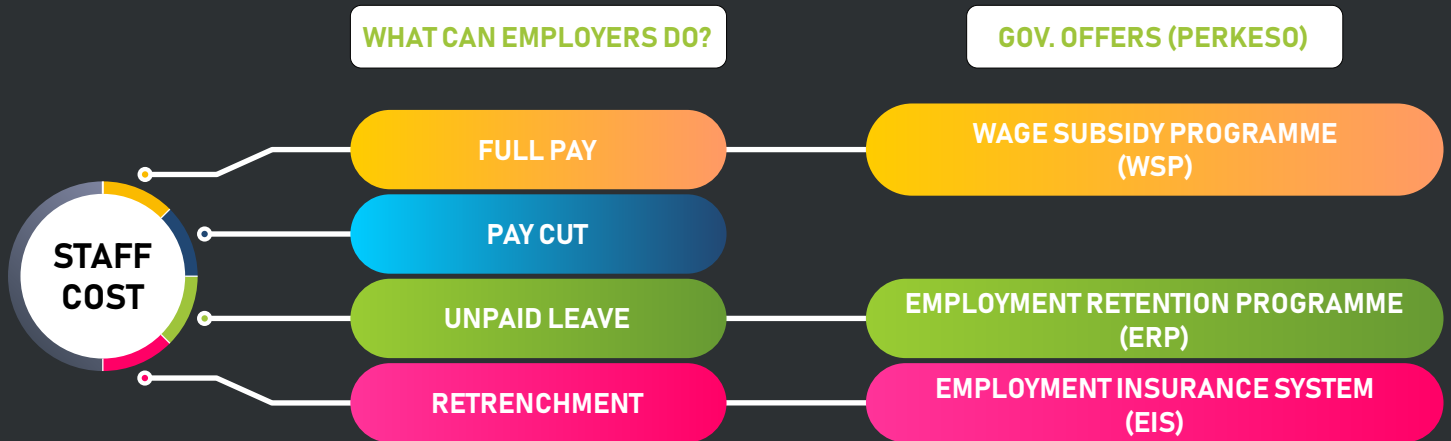 WHAT CAN EMPLOYERS DO?
GOV. OFFERS (PERKESO)
STAFF
COST
FULL PAY
WAGE SUBSIDY PROGRAMME
(WSP)
PAY CUT
UNPAID LEAVE
EMPLOYMENT RETENTION PROGRAMME
(ERP)
RETRENCHMENT
EMPLOYMENT INSURANCE SYSTEM
(EIS)